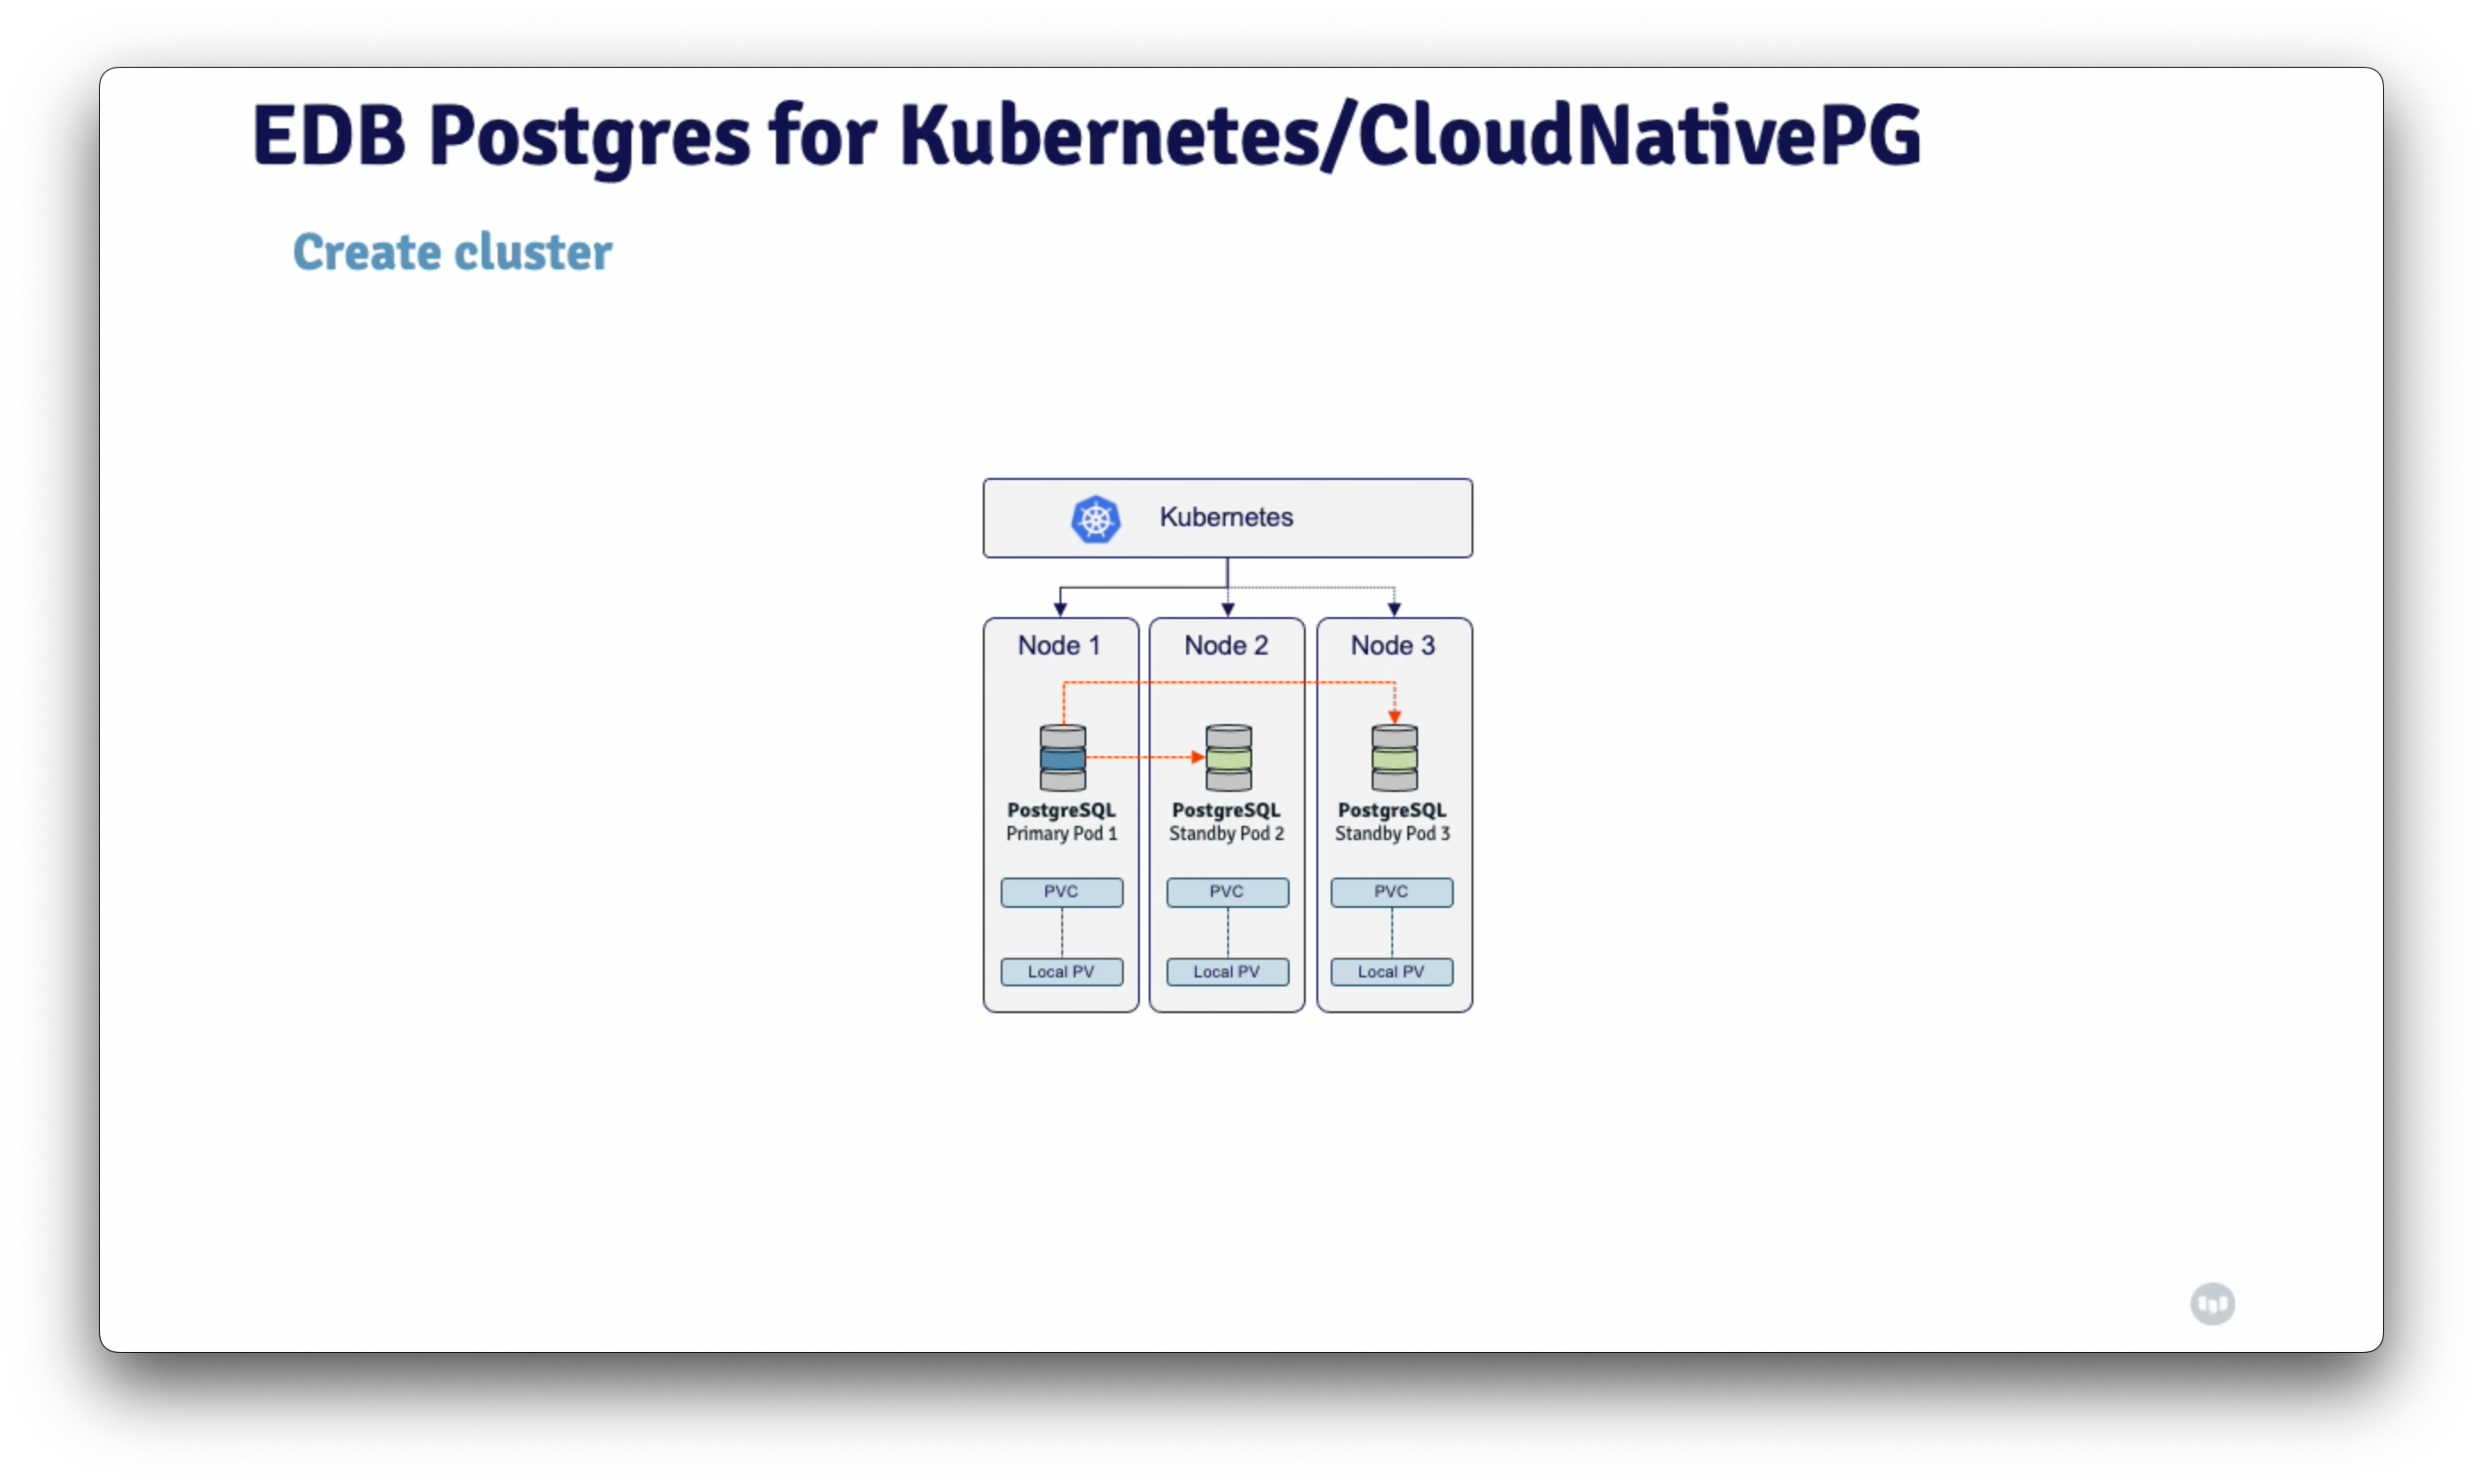 EDB Postgres for Kubernetes/CloudNativePG
Create cluster
Kubernetes
Node 1
Node 2
Node 3
PostgreSQL
Primary Pod 1
PostgreSQL
Standby Pod 2
PostgreSQL
Standby Pod 3
PVC
PVC
PVC
Local PV
Local PV
Local PV
EDB